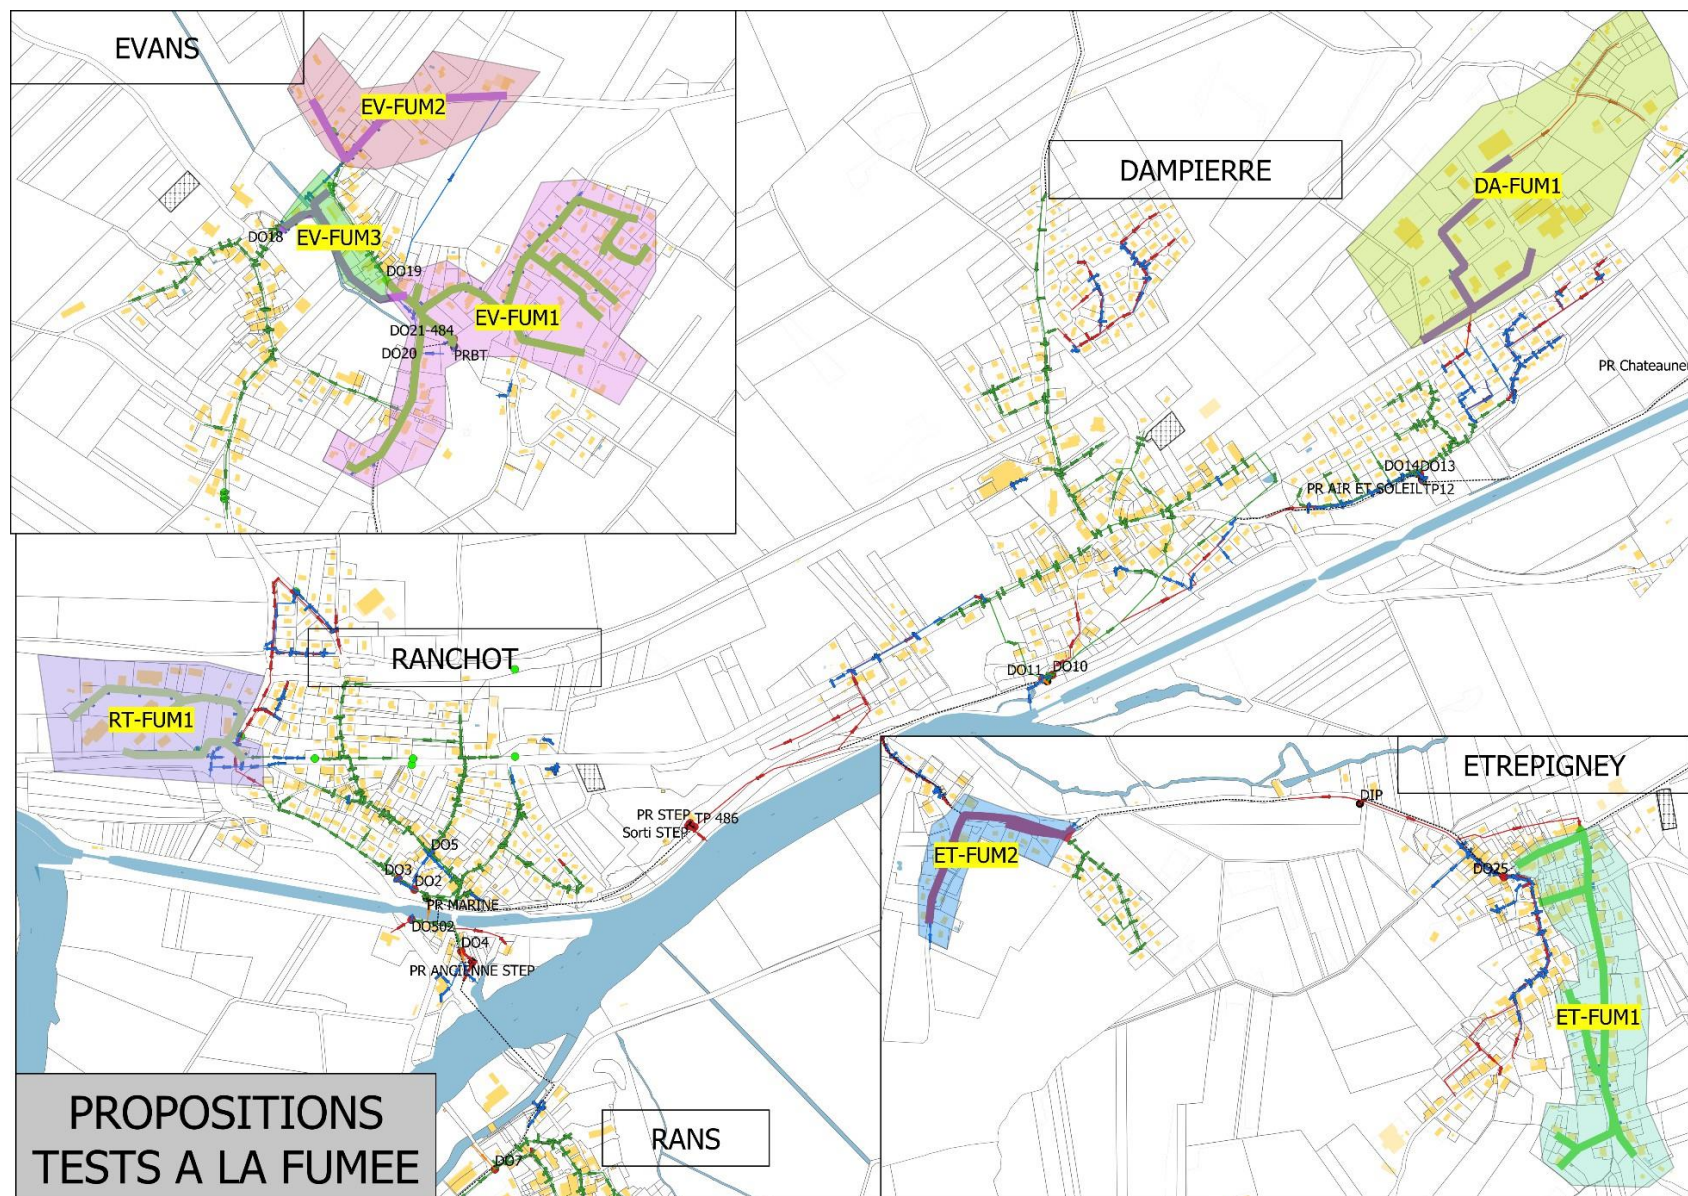 EVANS
EV-FUM2
DO18
EV-FUM3
DO19
EV-FUM1
DO21-484
DO20
PRBT
DAMPIERRE
DA-FUM1
PR Chateauneu
DO14DO13
PR AIR ET SOLEILTP12
DO11
DO10
RANCHOT
RT-FUM1
PR STEP
TP 486
Sorti STEP
DO5
DO3
DO2
PR MARINE
DO502
DO4
PR ANCIENNE STEP
ETREPIGNEY
DIP
ET-FUM2
DO25
ET-FUM1
PROPOSITIONS
TESTS A LA FUMEE
RANS
DO7